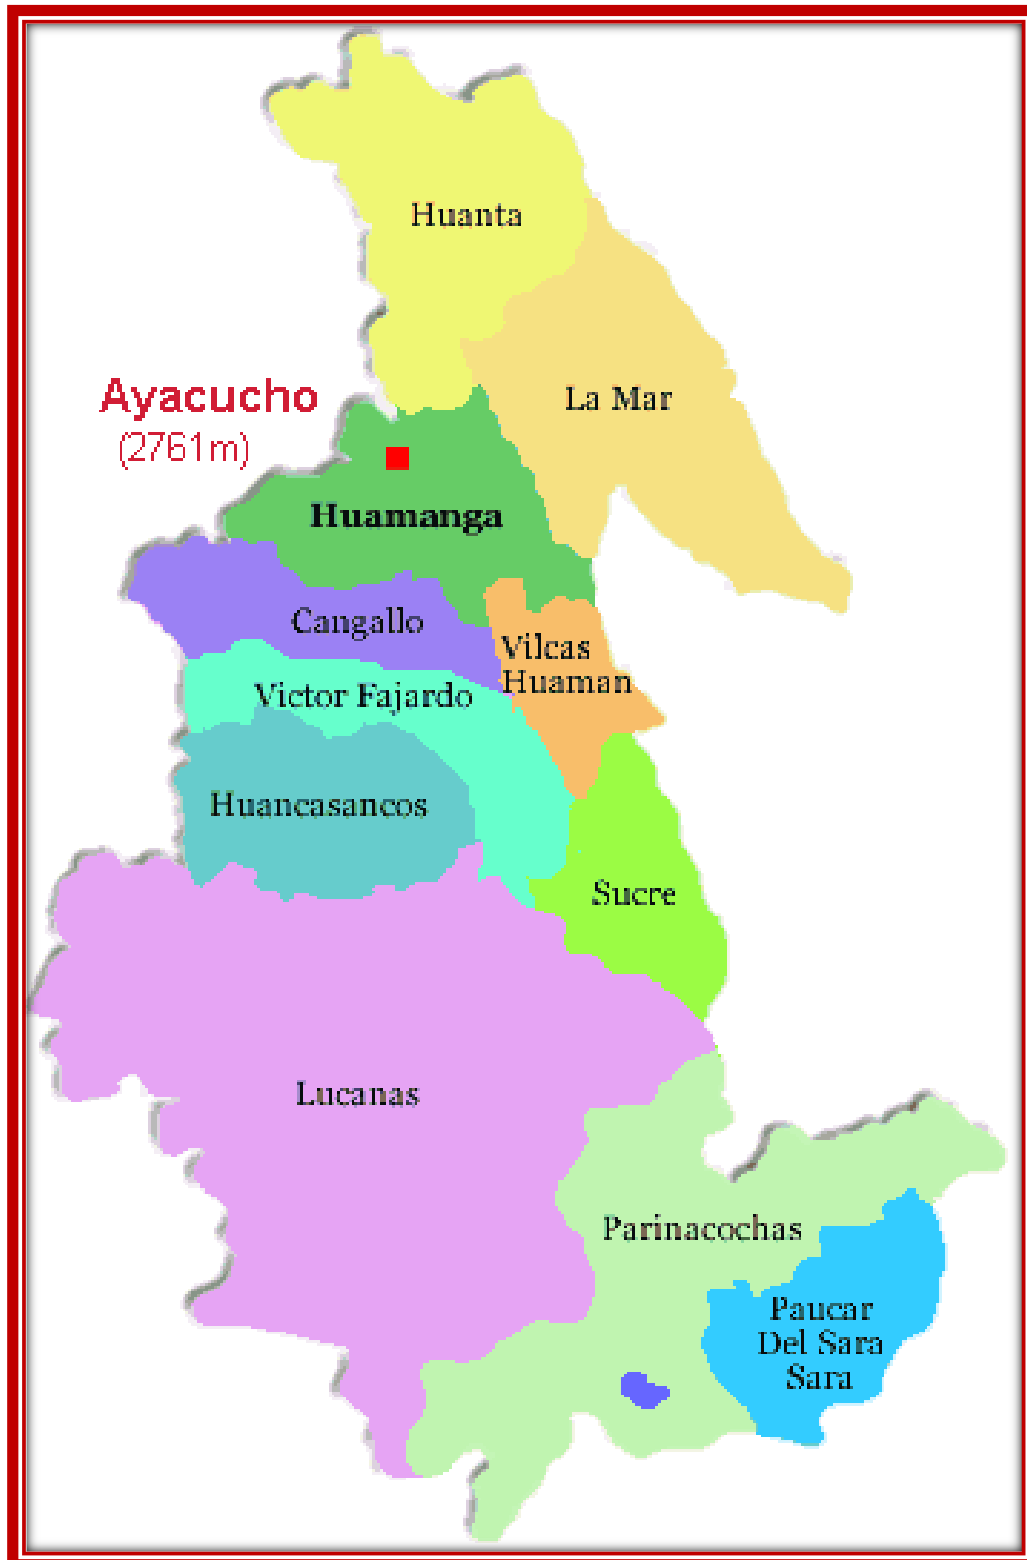 Huanta
Ayacucho
(2761m)
La Mar
Huamanga
Cangallo
Vilcas
Huaman
Victor Fajardo
Huancasancos
Sucre
Lucanas
Parinacochas
Paucar
Del Sara
Sara